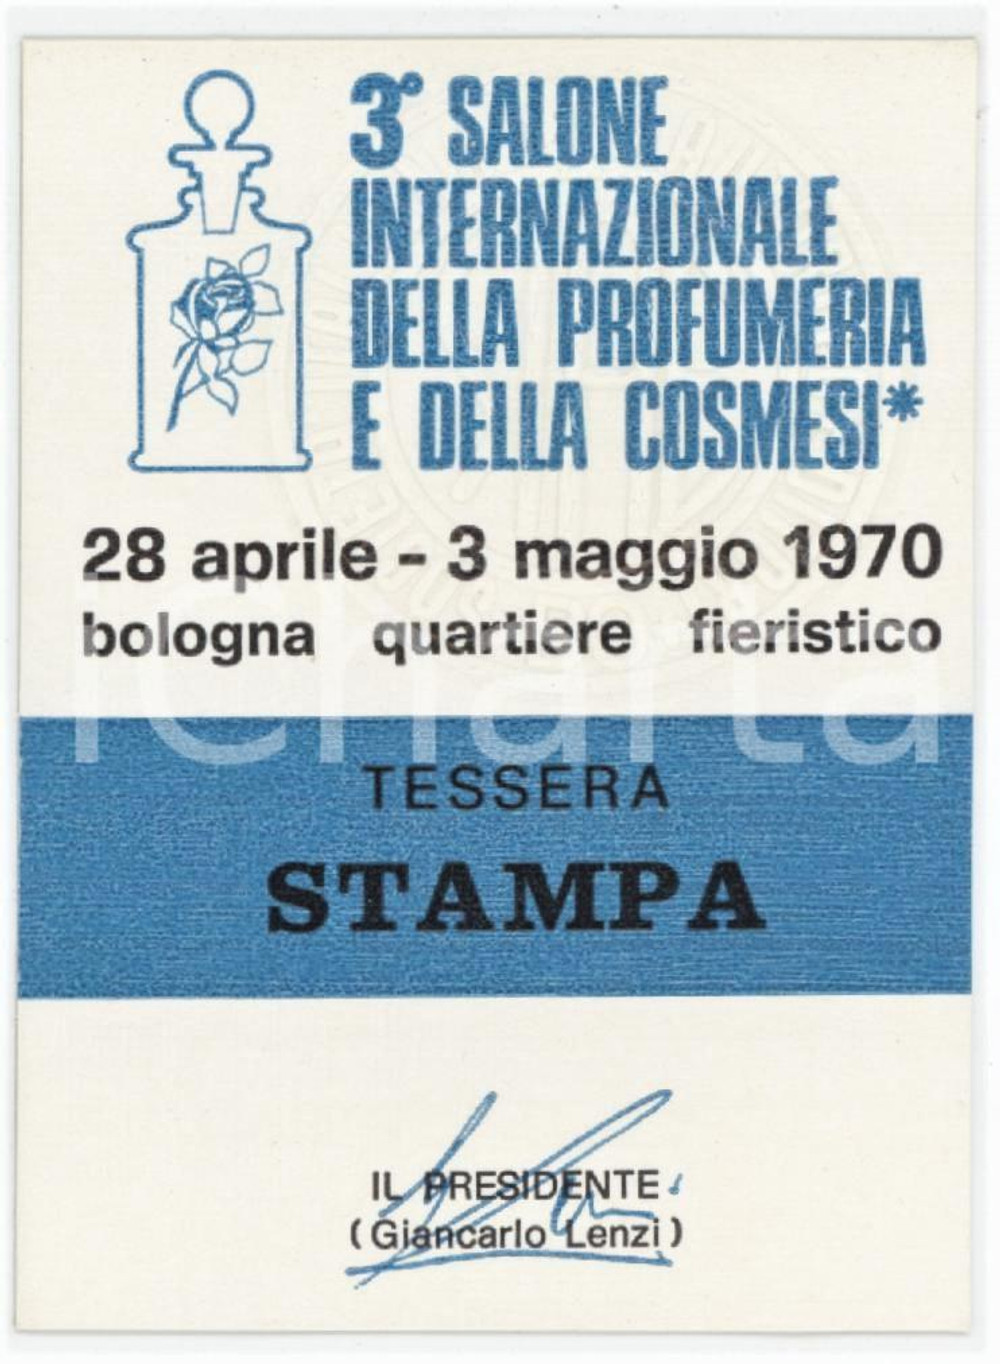 3° SALONE
INTERNAZIONALE
DELLA PROFUMERIA
E DELLA COSMESI*
28 aprile - 3 maggio 1970
bologna quartiere fieristico
iCharta
TESSERA
STAMPA
IL PRESIDENTE
(Giancarlo Lenzi)